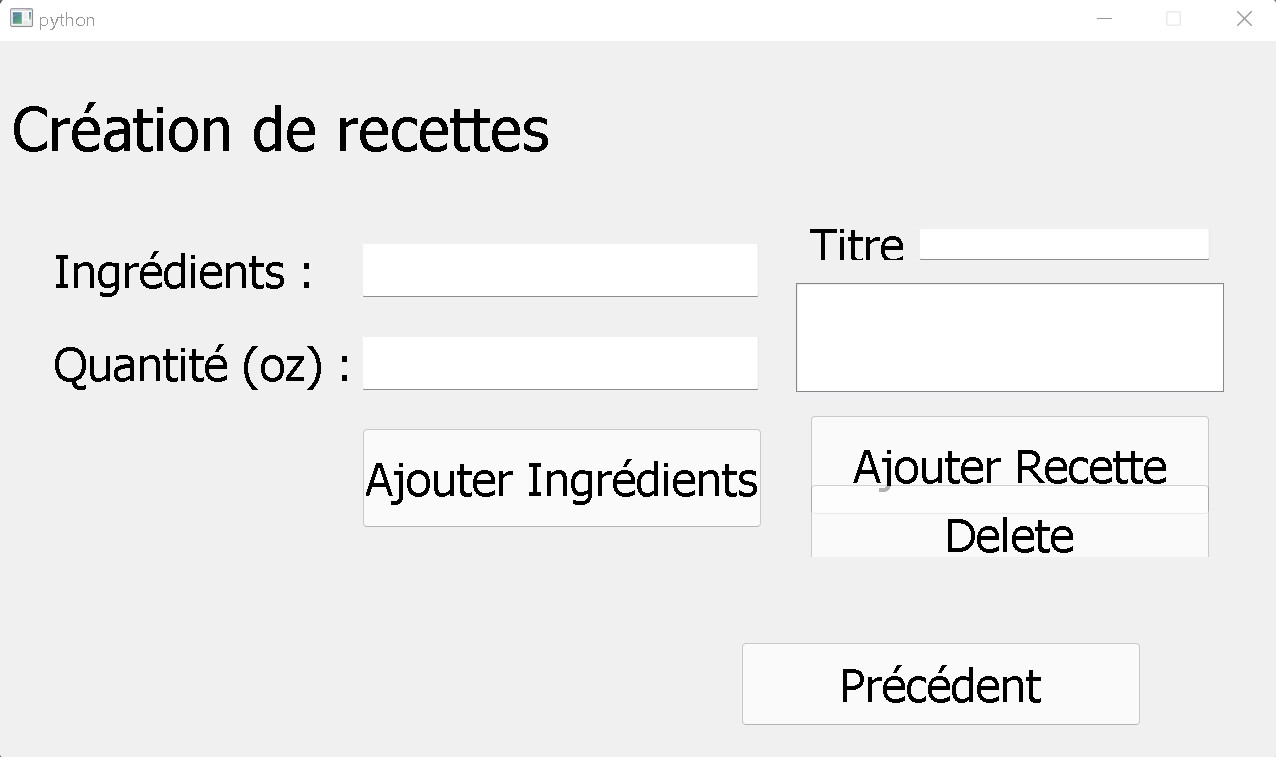 python
Création de recettes
Ingrédients :
Quantité (oz) :
Ajouter Ingrédients
Titre
Ajouter Recette
Delete
Précédent